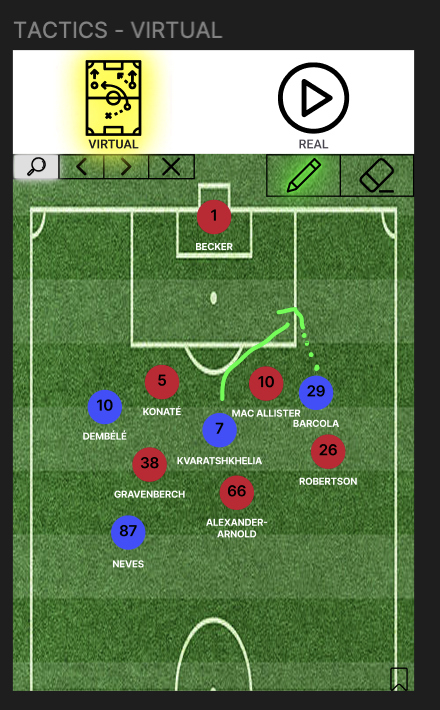 TACTICS - VIRTUAL
VIRTUAL
REAL
1
BECKER
5
KONATÉ
10
MAC ALLISTER
29
BARCOLA
10
DEMBÉLÉ
7
KVARATSHKHELIA
26
ROBERTSON
38
GRAVENBERCH
66
ALEXANDER-
ARNOLD
87
NEVES